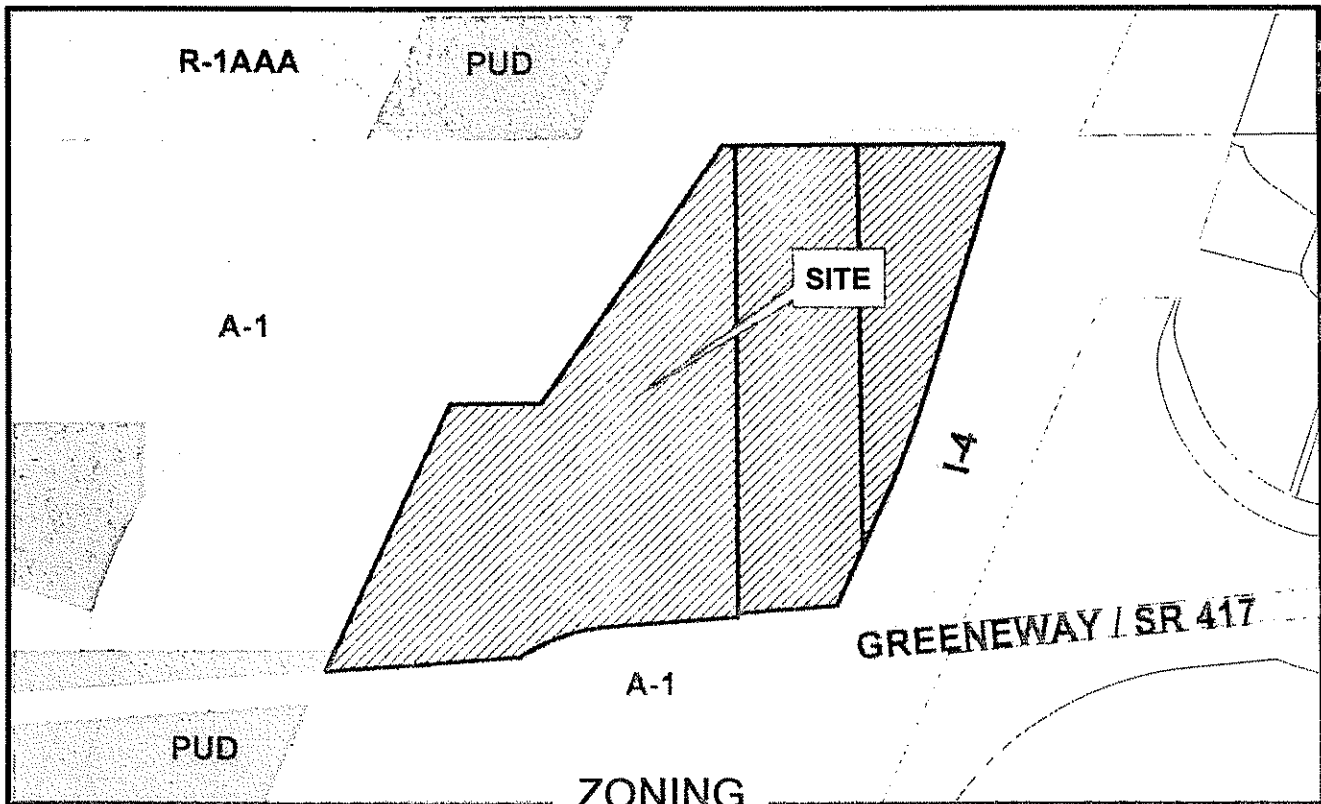 R-1AAA
PUD
SITE
A-1
I-4
GREENEWAY / SR 417
A-1
PUD
ZONING